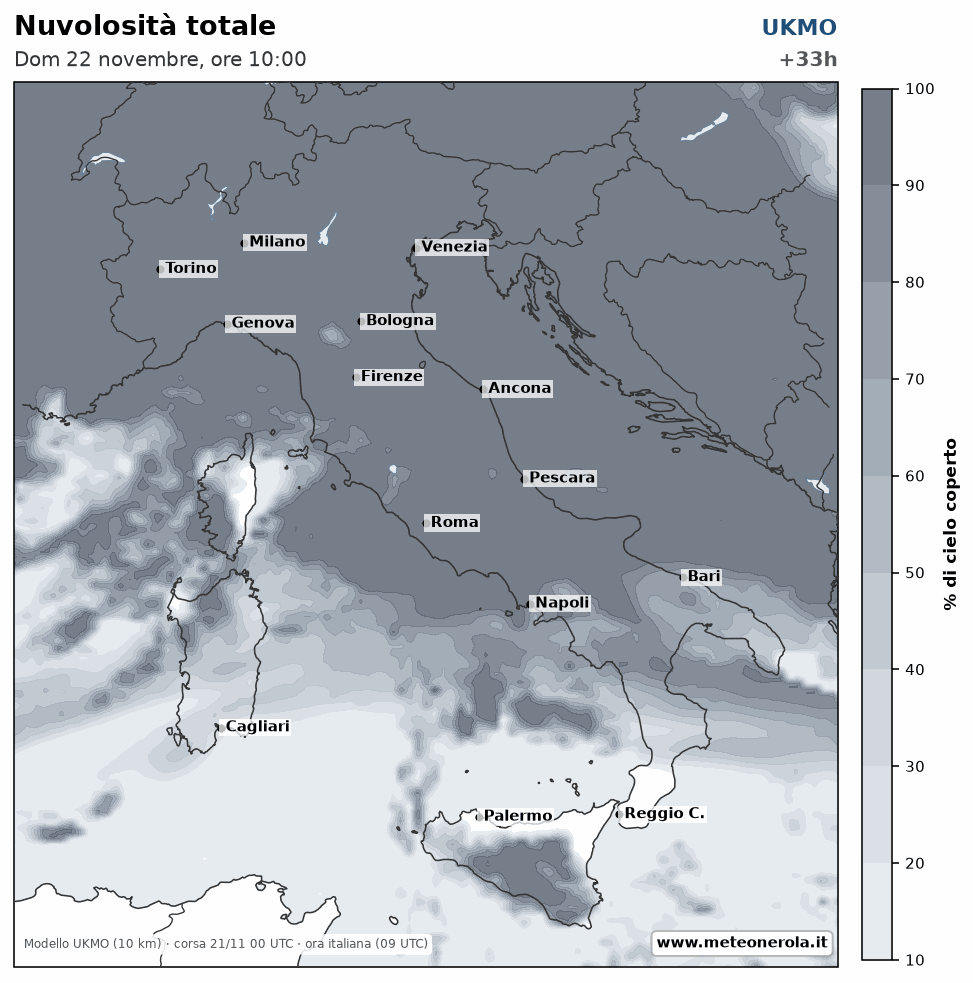 Nuvolosità totale
UKMO
Dom 22 novembre, ore 10:00
+33h
100
90
80
70
60
50
40
30
20
10
% di cielo coperto
Milano
Venezia
Torino
Genova
Bologna
Firenze
Ancona
Pescara
Roma
Bari
Napoli
Cagliari
Palermo
Reggio C.
Modello UKMO (10 km) · corsa 21/11 00 UTC · ora italiana (09 UTC)
www.meteonerola.it